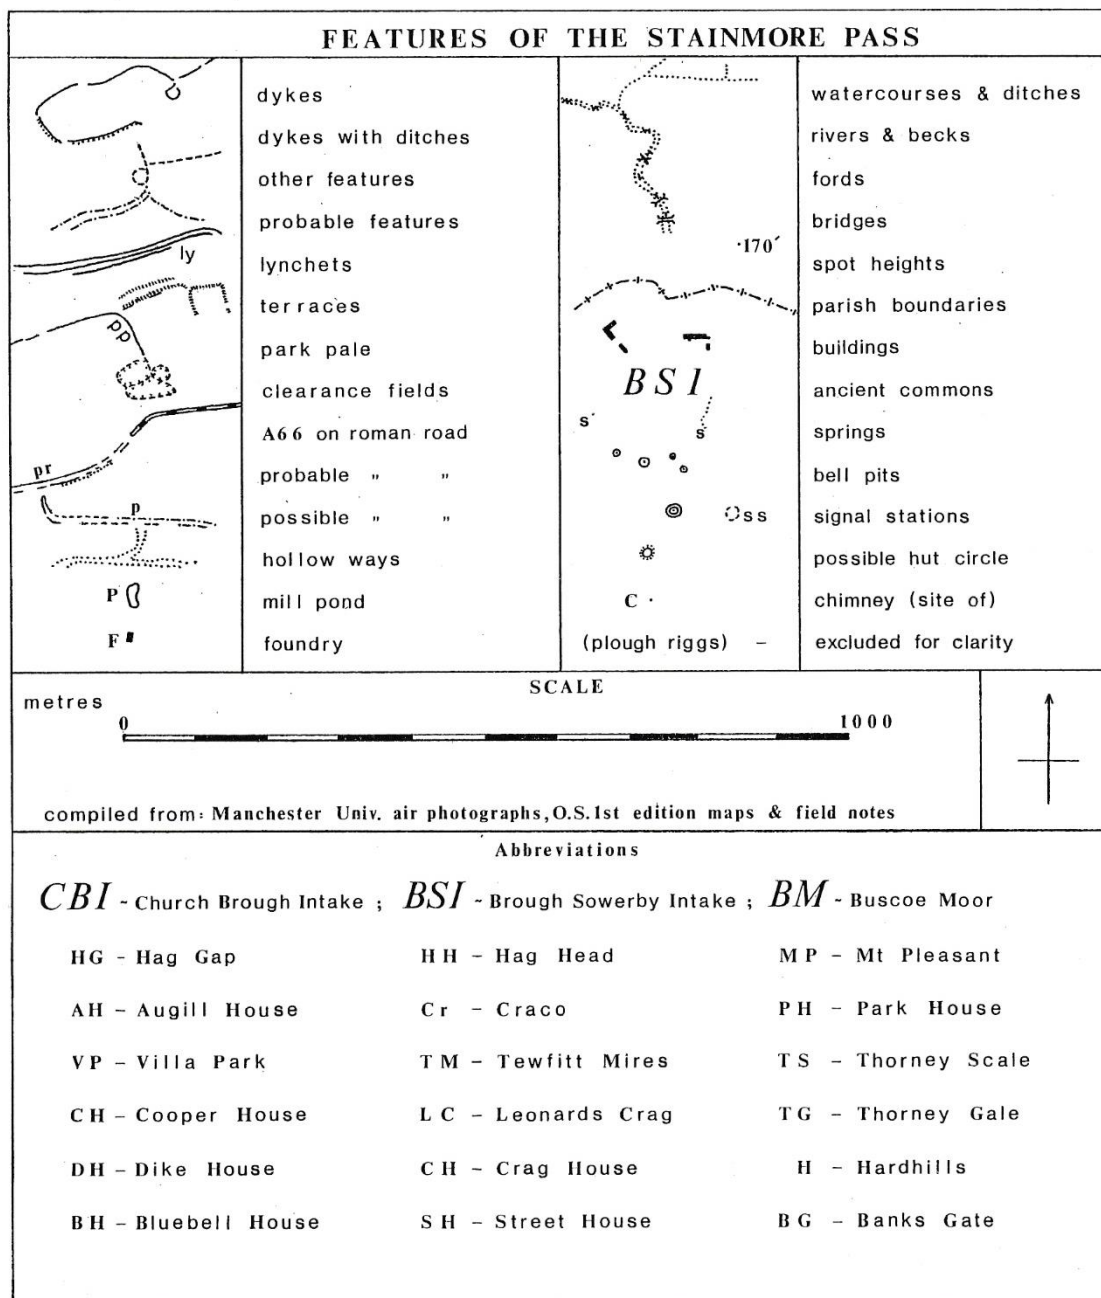 FEATURES OF THE STAINMORE PASS
dykes
dykes with ditches
other features
probable features
ly
lynchets
terraces
pp
park pale
clearance fields
A66 on roman road
pr
probable " "
p
possible " "
hollow ways
P
mill pond
F
foundry
watercourses & ditches
rivers & becks
fords
bridges
·170´
spot heights
parish boundaries
buildings
BSI
ancient commons
s s
springs
bell pits
ss
signal stations
possible hut circle
C ·
chimney (site of)
(plough riggs) – excluded for clarity
SCALE
metres
0 1000
compiled from: Manchester Univ. air photographs, O.S. 1st edition maps & field notes
Abbreviations
CBI - Church Brough Intake ; BSI - Brough Sowerby Intake ; BM - Buscoe Moor
HG – Hag Gap HH – Hag Head MP – Mt Pleasant
AH – Augill House Cr – Craco PH – Park House
VP – Villa Park TM – Tewfitt Mires TS – Thorney Scale
CH – Cooper House LC – Leonards Crag TG – Thorney Gale
DH – Dike House CH – Crag House H – Hardhills
BH – Bluebell House SH – Street House BG – Banks Gate